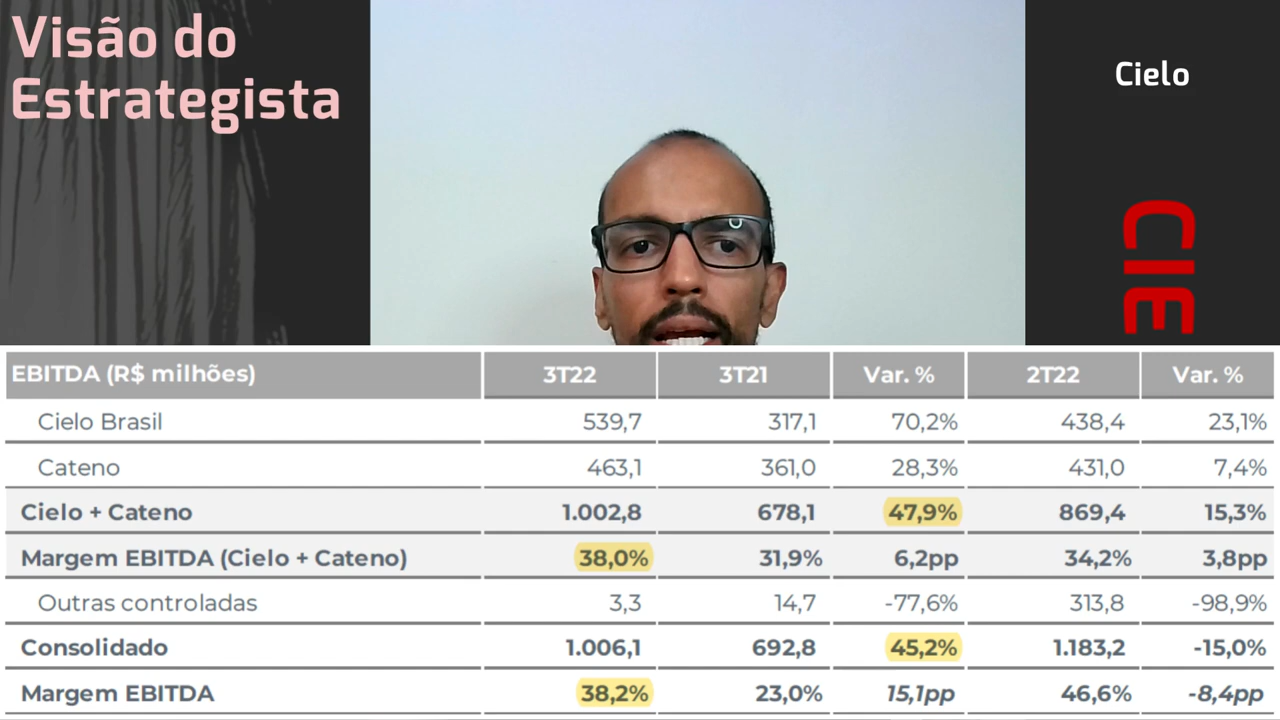 Visão do
Estrategista
Cielo
CIE
EBITDA (R$ milhões) 3T22 3T21 Var. % 2T22 Var. %
Cielo Brasil 539,7 317,1 70,2% 438,4 23,1%
Cateno 463,1 361,0 28,3% 431,0 7,4%
Cielo + Cateno 1.002,8 678,1 47,9% 869,4 15,3%
Margem EBITDA (Cielo + Cateno) 38,0% 31,9% 6,2pp 34,2% 3,8pp
Outras controladas 3,3 14,7 -77,6% 313,8 -98,9%
Consolidado 1.006,1 692,8 45,2% 1.183,2 -15,0%
Margem EBITDA 38,2% 23,0% 15,1pp 46,6% -8,4pp